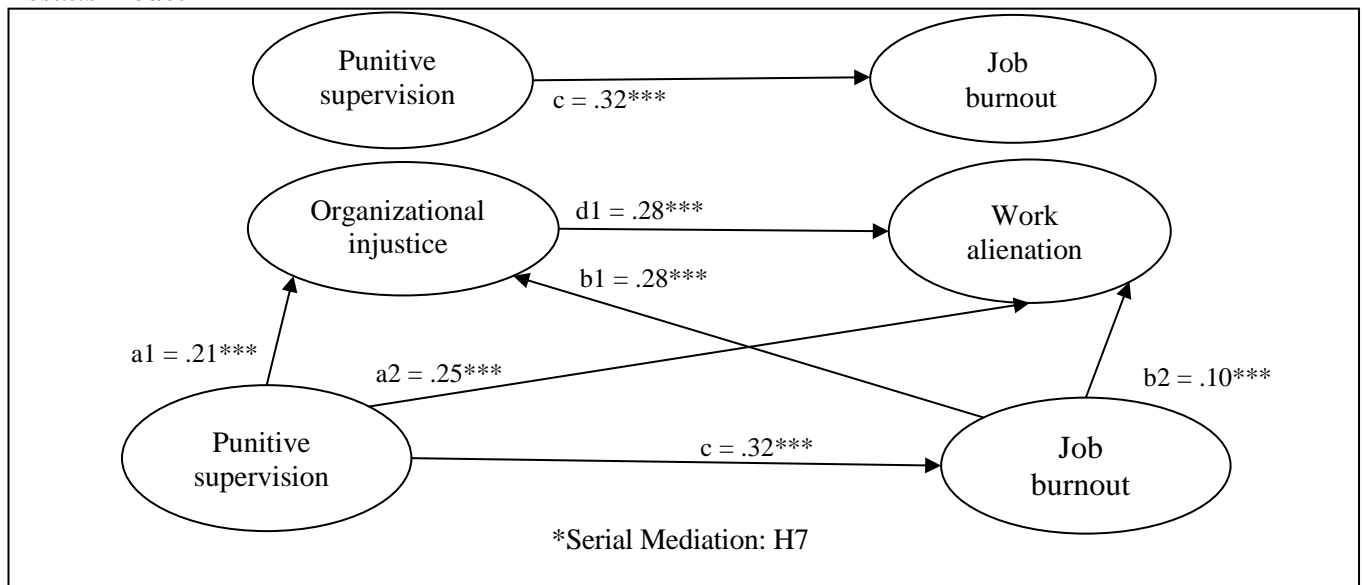 Punitive
supervision
c = .32***
Job
burnout
Organizational
injustice
d1 = .28***
Work
alienation
b1 = .28***
a1 = .21***
a2 = .25***
b2 = .10***
Punitive
supervision
c = .32***
Job
burnout
*Serial Mediation: H7